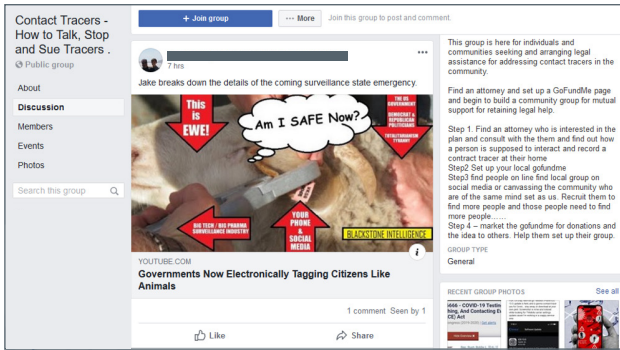 Contact Tracers -
How to Talk, Stop
and Sue Tracers .
Public group
About
Discussion
Members
Events
Photos
Search this group
+ Join group
••• More
Join this group to post and comment.
7 hrs
•••
Jake breaks down the details of the coming surveillance state emergency.
This
is
EWE!
Am I SAFE Now?
THE US
GOVERNMENT
DEMOCRAT &
REPUBLICAN
POLITICIANS
TOTALITARIANISM
TYRANNY
BIG TECH / BIG PHARMA
SURVEILLANCE INDUSTRY
YOUR
PHONE
&
SOCIAL
MEDIA
BLACKSTONE INTELLIGENCE
i
YOUTUBE.COM
Governments Now Electronically Tagging Citizens Like
Animals
1 comment Seen by 1
Like
Share
This group is here for individuals and
communities seeking and arranging legal
assistance for addressing contact tracers in the
community.
Find an attorney and set up a GoFundMe page
and begin to build a community group for mutual
support for retaining legal help.
Step 1. Find an attorney who is interested in the
plan and consult with them and find out how
a person is supposed to interact and record a
contract tracer at their home
Step2 Set up your local gofundme
Step3 find people on line find local group on
social media or canvassing the community who
are of the same mind set as us. Recruit them to
find more people and those people need to find
more people......
Step 4 – market the gofundme for donations and
the idea to others. Help them set up their group.
GROUP TYPE
General
RECENT GROUP PHOTOS
See all
6666 - COVID-19 Testin
hing, And Contacting Ev
CE) Act